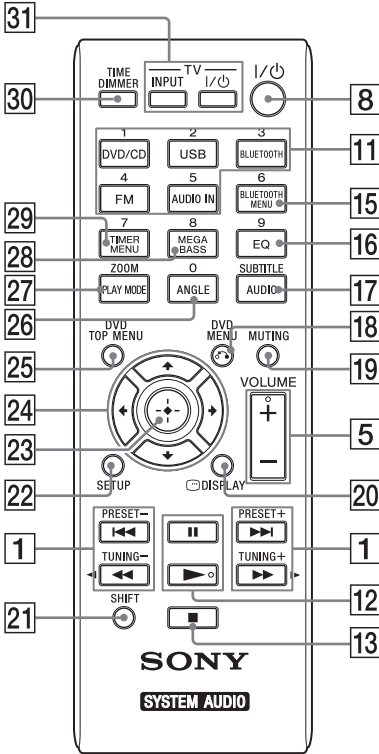 31
TV
TIME
DIMMER
INPUT
I/
I/
30
8
1
2
3
DVD/CD
USB
BLUETOOTH
11
4
5
6
FM
AUDIO IN
BLUETOOTH
MENU
15
29
7
8
9
TIMER
MENU
MEGA
BASS
EQ
16
28
ZOOM
0
SUBTITLE
27
PLAY MODE
ANGLE
AUDIO
17
26
DVD
TOP MENU
DVD
MENU
MUTING
18
25
19
VOLUME
24
+
5
23
−
22
SETUP
DISPLAY
20
PRESET−
PRESET+
1
TUNING−
TUNING+
1
12
SHIFT
21
13
SONY
SYSTEM AUDIO